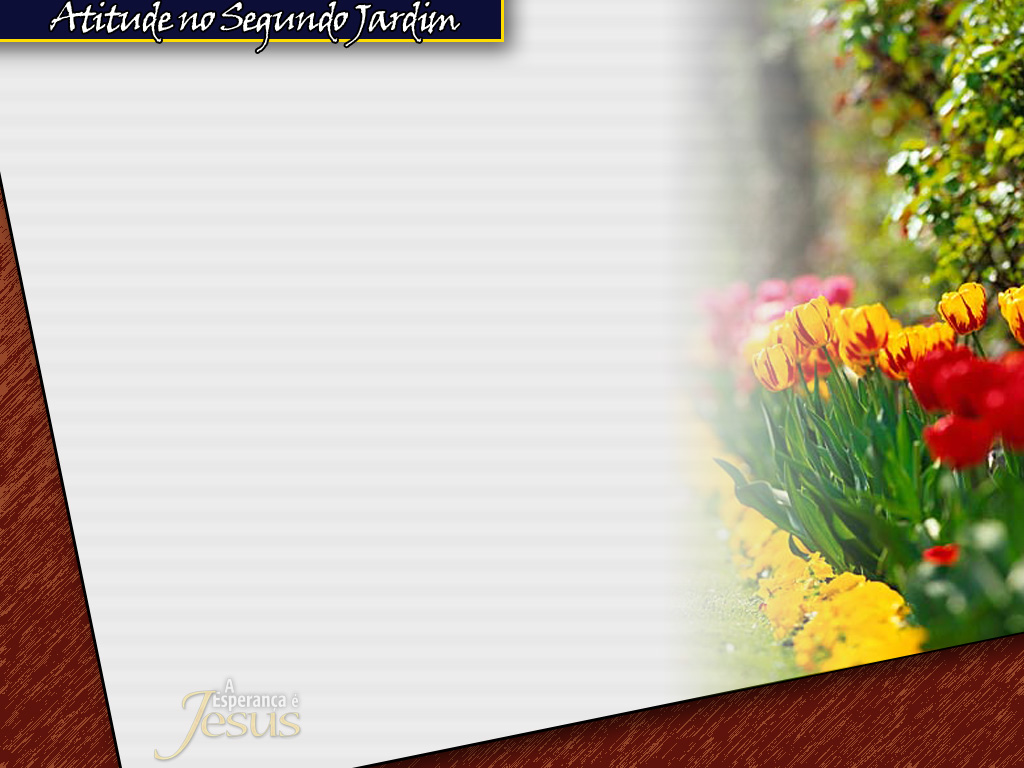 Atitude no Segundo Jardim
A
Esperança é
Jesus